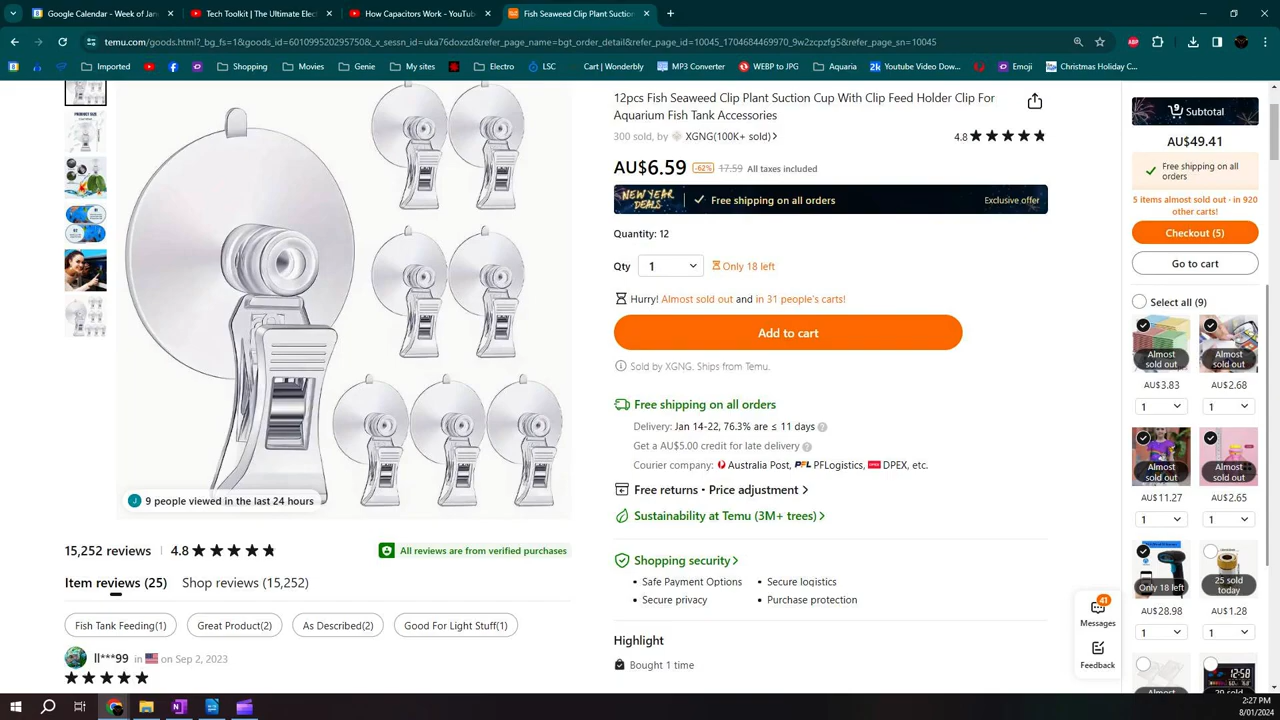 Google Calendar - Week of Jan
Tech Toolkit | The Ultimate Elect
How Capacitors Work - YouTube
Fish Seaweed Clip Plant Suction
temu.com/goods.html?_bg_fs=1&goods_id=601099520295750&_x_sessn_id=uka76doxzd&refer_page_name=bgt_order_detail&refer_page_id=10045_1704684469970_9w2zcpzfg5&refer_page_sn=10045
Imported
Shopping
Movies
Genie
My sites
Electro
LSC
Cart | Wonderbly
MP3 Converter
WEBP to JPG
Aquaria
Youtube Video Dow...
Emoji
Christmas Holiday C...
12pcs Fish Seaweed Clip Plant Suction Cup With Clip Feed Holder Clip For
Aquarium Fish Tank Accessories
300 sold, by XGNG(100K+ sold)
4.8
AU$6.59 -62% 17.59 All taxes included
NEW YEAR DEALS
Free shipping on all orders
Exclusive offer
Quantity: 12
Qty 1 Only 18 left
Hurry! Almost sold out and in 31 people's carts!
Add to cart
Sold by XGNG. Ships from Temu.
Free shipping on all orders
Delivery: Jan 14-22, 76.3% are ≤ 11 days
Get a AU$5.00 credit for late delivery
Courier company: Australia Post, PFL PFLogistics, DPEX, etc.
Free returns • Price adjustment
Sustainability at Temu (3M+ trees)
Shopping security
• Safe Payment Options • Secure logistics
• Secure privacy • Purchase protection
Highlight
Bought 1 time
9 people viewed in the last 24 hours
15,252 reviews 4.8
All reviews are from verified purchases
Item reviews (25) Shop reviews (15,252)
Fish Tank Feeding(1) Great Product(2) As Described(2) Good For Light Stuff(1)
ll***99 in on Sep 2, 2023
9 Subtotal
AU$49.41
Free shipping on all
orders
5 items almost sold out · in 920
other carts!
Checkout (5)
Go to cart
Select all (9)
Almost
sold out
Almost
sold out
AU$3.83 AU$2.68
1 1
Almost
sold out
Almost
sold out
AU$11.27 AU$2.65
1 1
Only 18 left
25 sold
today
AU$28.98 AU$1.28
1 1
Almost
12:58
41
Messages
Feedback
2:27 PM
8/01/2024